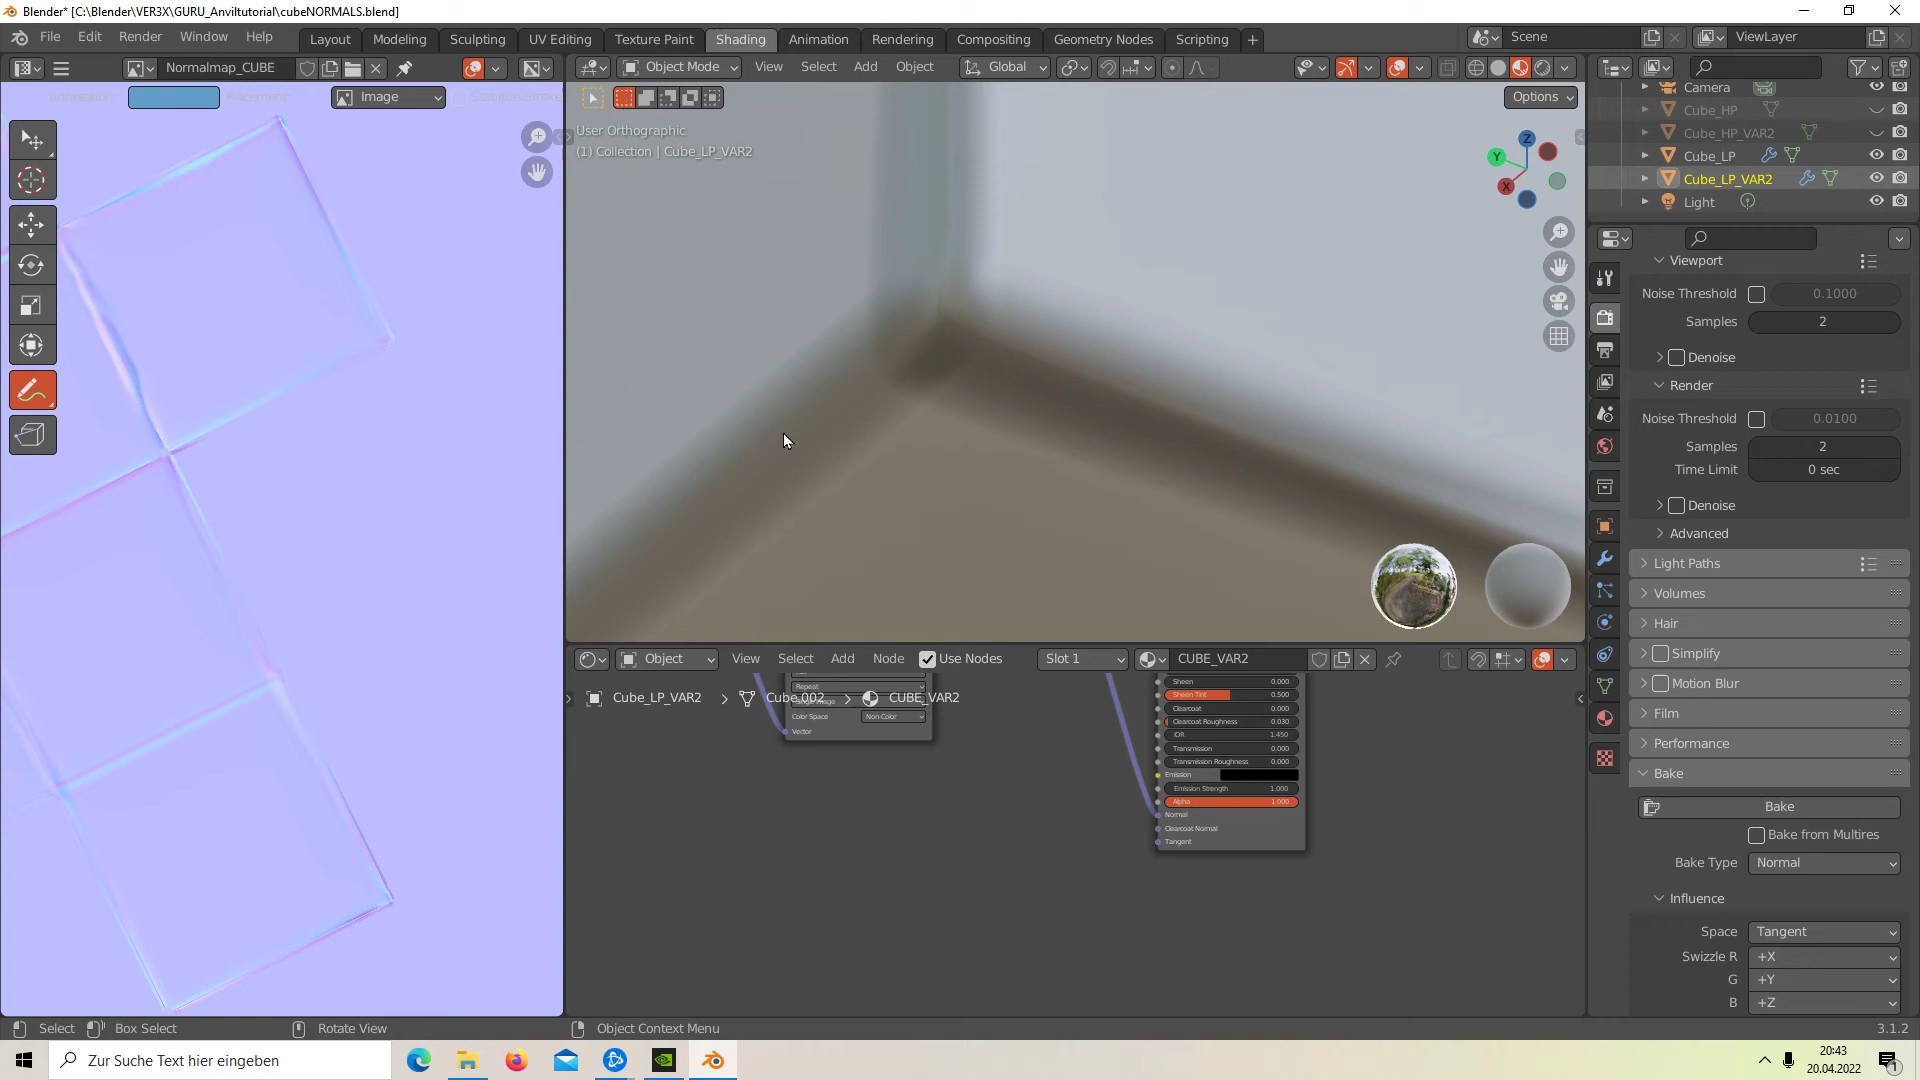 Blender* [C:\Blender\VER3X\GURU_Anviltutorial\cubeNORMALS.blend]
File Edit Render Window Help
Layout Modeling Sculpting UV Editing Texture Paint Shading Animation Rendering Compositing Geometry Nodes Scripting +
Scene
ViewLayer
Normalmap_CUBE
Object Mode View Select Add Object Global
Image
Options
User Orthographic
(1) Collection | Cube_LP_VAR2
Z
Y
X
Camera
Cube_HP
Cube_HP_VAR2
Cube_LP
Cube_LP_VAR2
Light
Viewport
Noise Threshold 0.1000
Samples 2
Denoise
Render
Noise Threshold 0.0100
Samples 2
Time Limit 0 sec
Denoise
Advanced
Light Paths
Volumes
Hair
Simplify
Motion Blur
Film
Performance
Bake
Bake
Bake from Multires
Bake Type Normal
Influence
Space Tangent
Swizzle R +X
G +Y
B +Z
Object View Select Add Node Use Nodes Slot 1 CUBE_VAR2
Cube_LP_VAR2 > Cube.002 > CUBE_VAR2
Repeat
Color Space Non-Color
Vector
Sheen 0.000
Sheen Tint 0.500
Clearcoat 0.000
Clearcoat Roughness 0.030
IOR 1.450
Transmission 0.000
Transmission Roughness 0.000
Emission
Emission Strength 1.000
Alpha 1.000
Normal
Clearcoat Normal
Tangent
Select Box Select Rotate View Object Context Menu 3.1.2
Zur Suche Text hier eingeben
20:43
20.04.2022
1